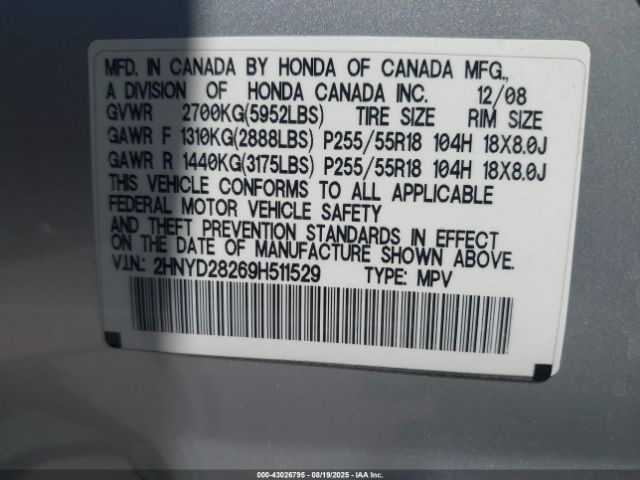 MFD. IN CANADA BY HONDA OF CANADA MFG.,
A DIVISION OF HONDA CANADA INC. 12/08
GVWR 2700KG(5952LBS) TIRE SIZE RIM SIZE
GAWR F 1310KG(2888LBS) P255/55R18 104H 18X8.0J
GAWR R 1440KG(3175LBS) P255/55R18 104H 18X8.0J
THIS VEHICLE CONFORMS TO ALL APPLICABLE
FEDERAL MOTOR VEHICLE SAFETY
AND THEFT PREVENTION STANDARDS IN EFFECT
ON THE DATE OF MANUFACTURE SHOWN ABOVE.
V.I.N.: 2HNYD28269H511529 TYPE: MPV
000-43026795 - 08/19/2025 - IAA Inc.